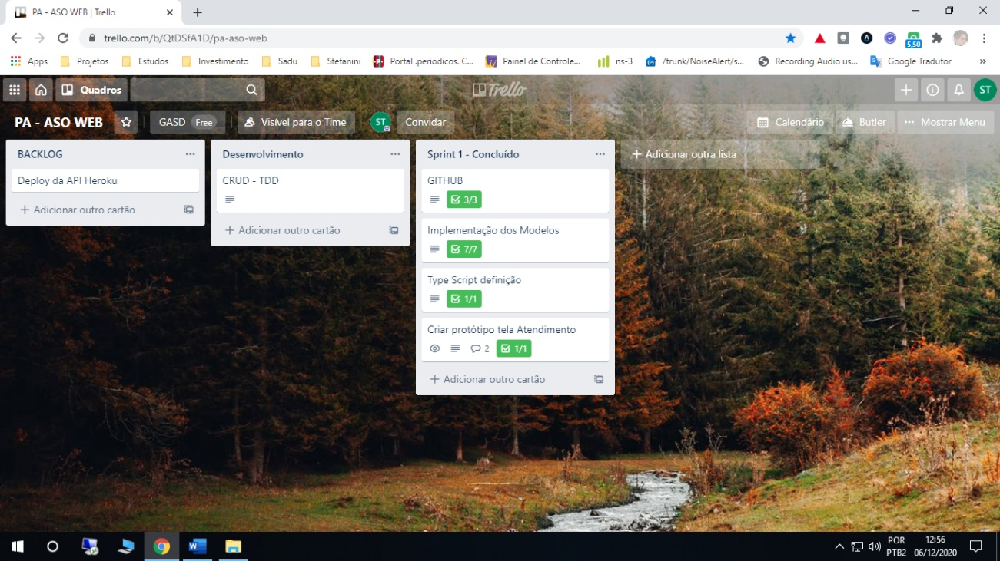 PA - ASO WEB | Trello
trello.com/b/QtDSfA1D/pa-aso-web
5,50
Apps
Projetos
Estudos
Investimento
Sadu
Stefanini
Portal .periodicos. C...
Painel de Controle...
ns-3
/trunk/NoiseAlert/s...
Recording Audio us...
Google Tradutor
»
Quadros
Trello
ST
PA - ASO WEB
GASD Free
Visível para o Time
ST
Convidar
Calendário
Butler
Mostrar Menu
BACKLOG
Deploy da API Heroku
Adicionar outro cartão
Desenvolvimento
CRUD - TDD
Adicionar outro cartão
Sprint 1 - Concluído
GITHUB
3/3
Implementação dos Modelos
7/7
Type Script definição
1/1
Criar protótipo tela Atendimento
2 1/1
Adicionar outro cartão
Adicionar outra lista
POR
PTB2
12:56
06/12/2020